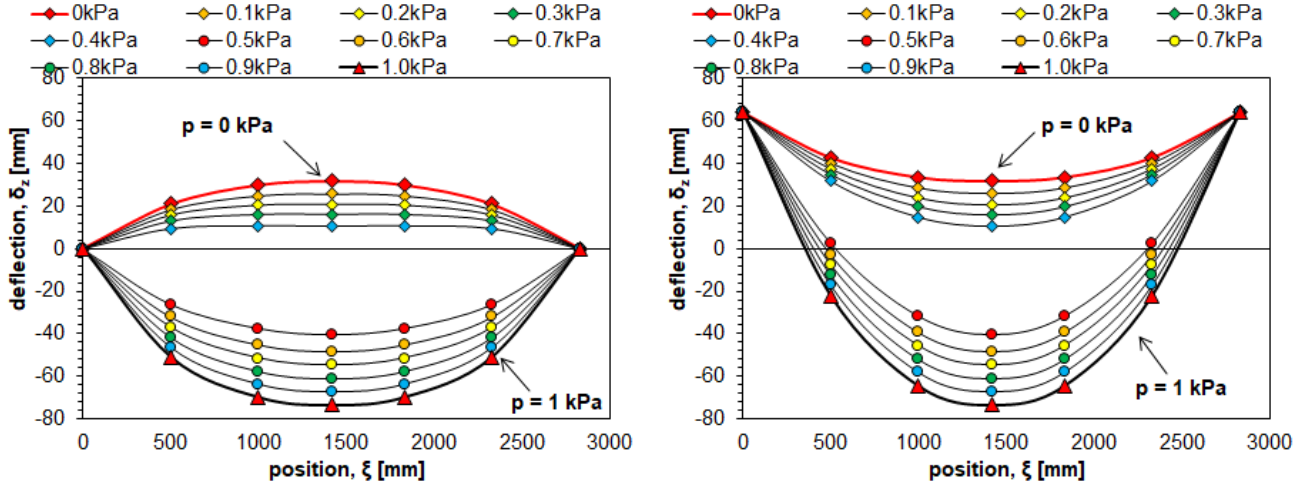 0kPa 0.1kPa 0.2kPa 0.3kPa
0.4kPa 0.5kPa 0.6kPa 0.7kPa
0.8kPa 0.9kPa 1.0kPa
80
60
40
20
0
-20
-40
-60
-80
deflection, δz [mm]
p = 0 kPa
p = 1 kPa
0 500 1000 1500 2000 2500 3000
position, ξ [mm]
0kPa 0.1kPa 0.2kPa 0.3kPa
0.4kPa 0.5kPa 0.6kPa 0.7kPa
0.8kPa 0.9kPa 1.0kPa
80
60
40
20
0
-20
-40
-60
-80
deflection, δz [mm]
p = 0 kPa
p = 1 kPa
0 500 1000 1500 2000 2500 3000
position, ξ [mm]